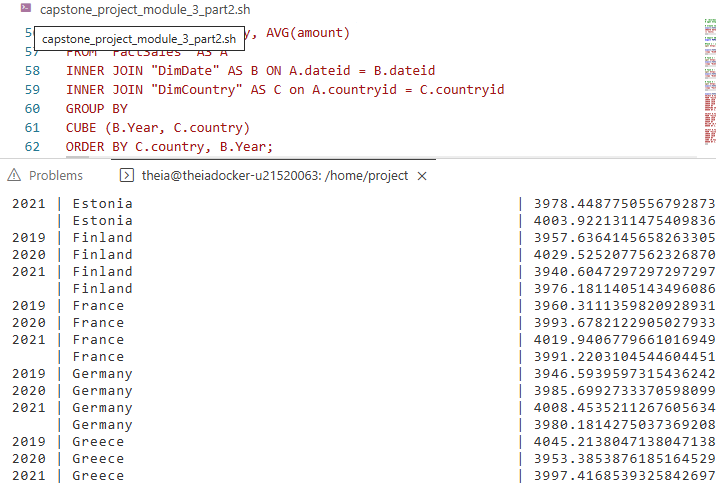 capstone_project_module_3_part2.sh
capstone_project_module_3_part2.sh
, AVG(amount)
57 FROM "FactSales" AS A
58 INNER JOIN "DimDate" AS B ON A.dateid = B.dateid
59 INNER JOIN "DimCountry" AS C on A.countryid = C.countryid
60 GROUP BY
61 CUBE (B.Year, C.country)
62 ORDER BY C.country, B.Year;
Problems theia@theiadocker-u21520063: /home/project ×
2021 | Estonia | 3978.4487750556792873
| Estonia | 4003.9221311475409836
2019 | Finland | 3957.6364145658263305
2020 | Finland | 4029.5252077562326870
2021 | Finland | 3940.6047297297297297
| Finland | 3976.1811405143496086
2019 | France | 3960.3111359820928931
2020 | France | 3993.6782122905027933
2021 | France | 4019.9406779661016949
| France | 3991.2203104544604451
2019 | Germany | 3946.5939597315436242
2020 | Germany | 3985.6992733370598099
2021 | Germany | 4008.4535211267605634
| Germany | 3980.1814275037369208
2019 | Greece | 4045.2138047138047138
2020 | Greece | 3953.3853876185164529
2021 | Greece | 3997.4168539325842697